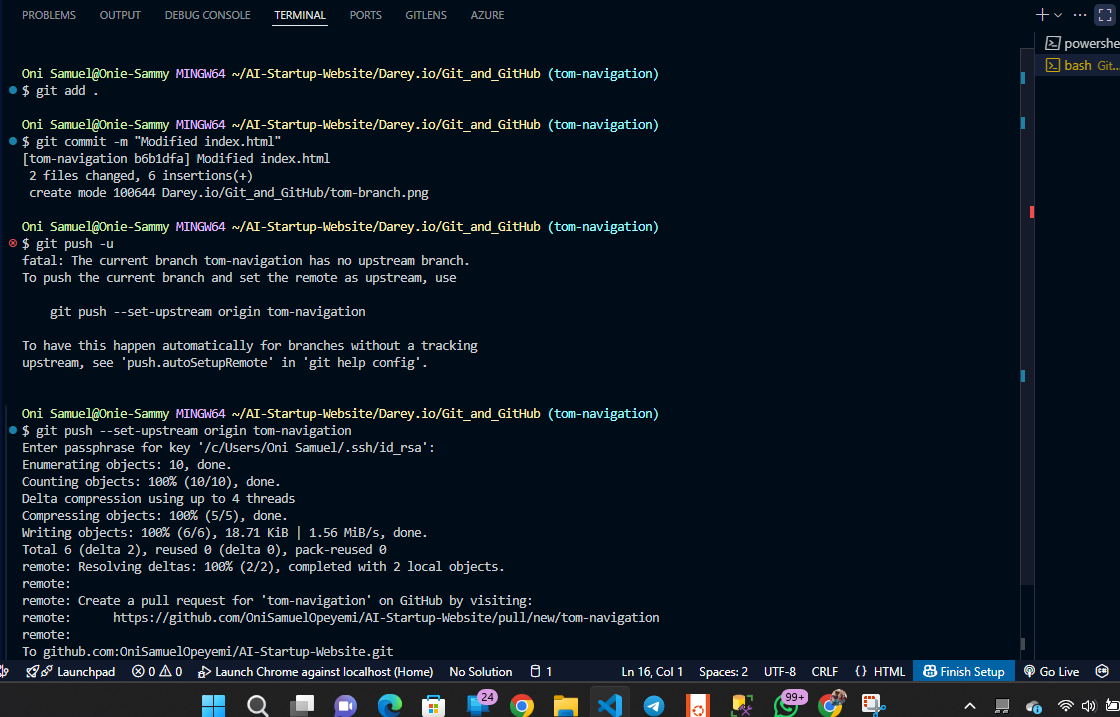 PROBLEMS OUTPUT DEBUG CONSOLE TERMINAL PORTS GITLENS AZURE
powershe
bash Git...
Oni Samuel@Onie-Sammy MINGW64 ~/AI-Startup-Website/Darey.io/Git_and_GitHub (tom-navigation)
$ git add .
Oni Samuel@Onie-Sammy MINGW64 ~/AI-Startup-Website/Darey.io/Git_and_GitHub (tom-navigation)
$ git commit -m "Modified index.html"
[tom-navigation b6b1dfa] Modified index.html
2 files changed, 6 insertions(+)
create mode 100644 Darey.io/Git_and_GitHub/tom-branch.png
Oni Samuel@Onie-Sammy MINGW64 ~/AI-Startup-Website/Darey.io/Git_and_GitHub (tom-navigation)
$ git push -u
fatal: The current branch tom-navigation has no upstream branch.
To push the current branch and set the remote as upstream, use
git push --set-upstream origin tom-navigation
To have this happen automatically for branches without a tracking
upstream, see 'push.autoSetupRemote' in 'git help config'.
Oni Samuel@Onie-Sammy MINGW64 ~/AI-Startup-Website/Darey.io/Git_and_GitHub (tom-navigation)
$ git push --set-upstream origin tom-navigation
Enter passphrase for key '/c/Users/Oni Samuel/.ssh/id_rsa':
Enumerating objects: 10, done.
Counting objects: 100% (10/10), done.
Delta compression using up to 4 threads
Compressing objects: 100% (5/5), done.
Writing objects: 100% (6/6), 18.71 KiB | 1.56 MiB/s, done.
Total 6 (delta 2), reused 0 (delta 0), pack-reused 0
remote: Resolving deltas: 100% (2/2), completed with 2 local objects.
remote:
remote: Create a pull request for 'tom-navigation' on GitHub by visiting:
remote: https://github.com/OniSamuelOpeyemi/AI-Startup-Website/pull/new/tom-navigation
remote:
To github.com:OniSamuelOpeyemi/AI-Startup-Website.git
Launchpad 0 0 Launch Chrome against localhost (Home) No Solution 1 Ln 16, Col 1 Spaces: 2 UTF-8 CRLF {} HTML Finish Setup Go Live
24 99+